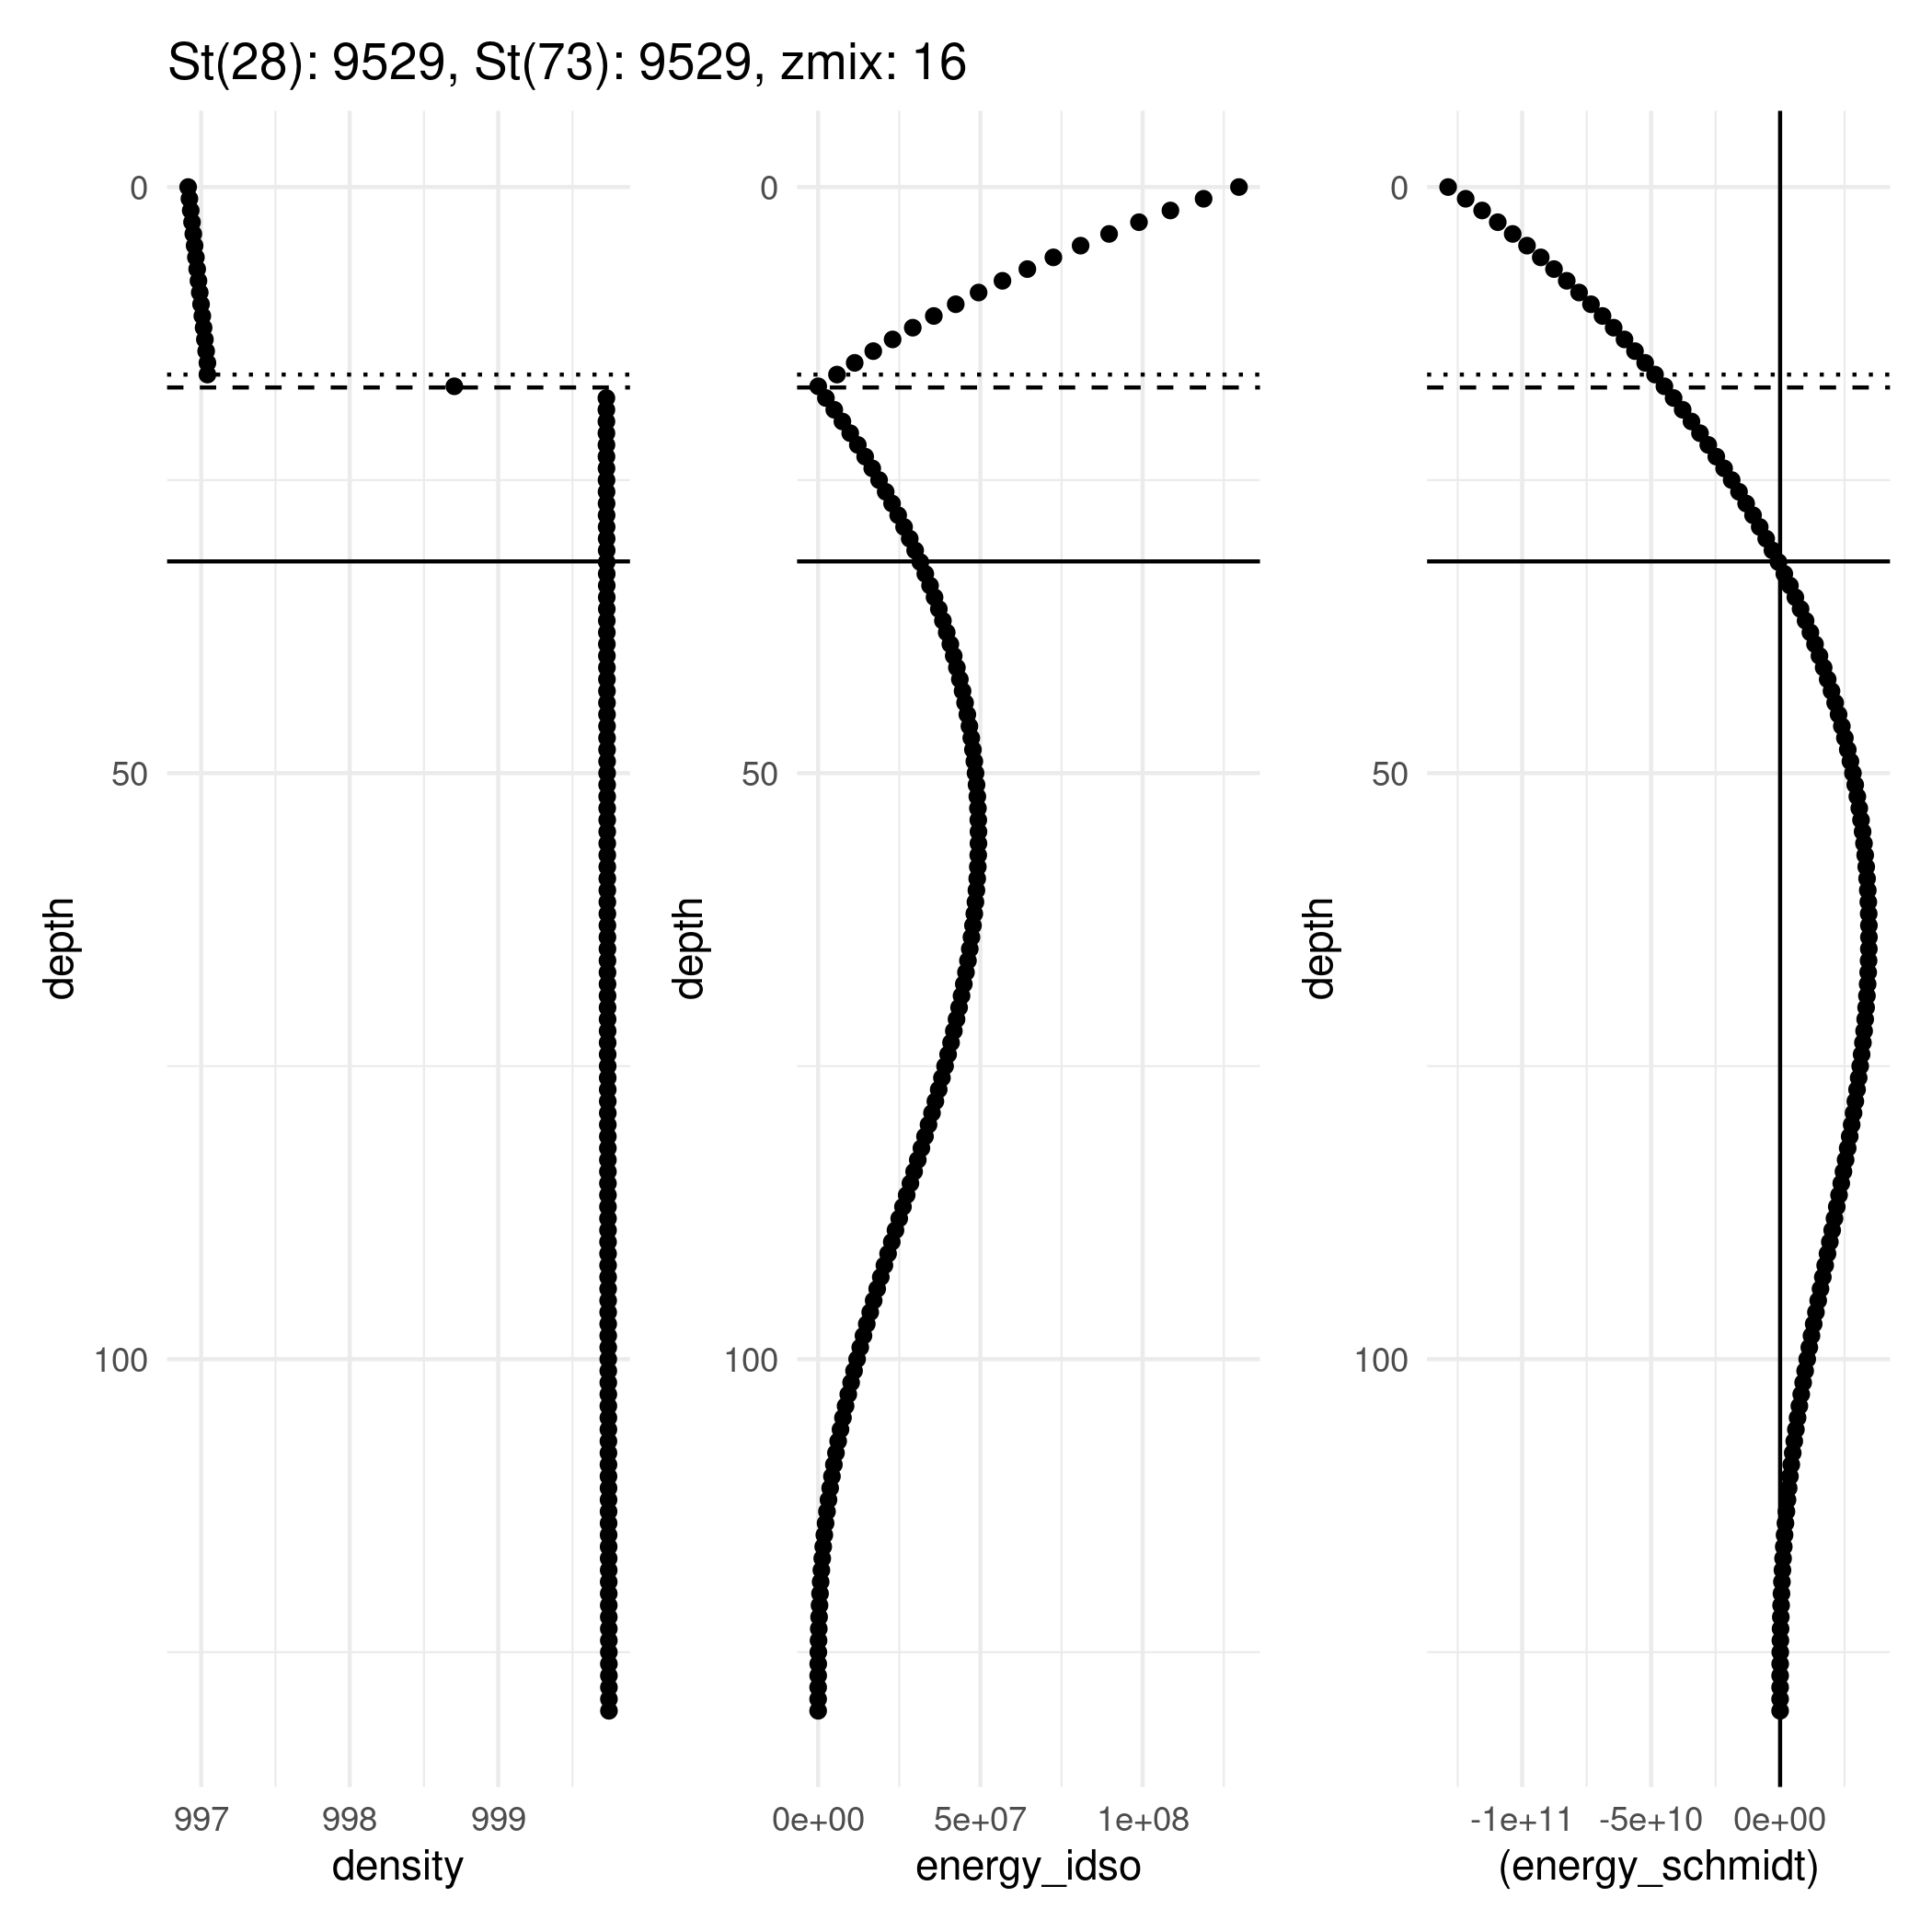 St(28): 9529, St(73): 9529, zmix: 16
0
50
100
depth
997 998 999
density
0
50
100
depth
0e+00 5e+07 1e+08
energy_idso
0
50
100
depth
-1e+11 -5e+10 0e+00
(energy_schmidt)